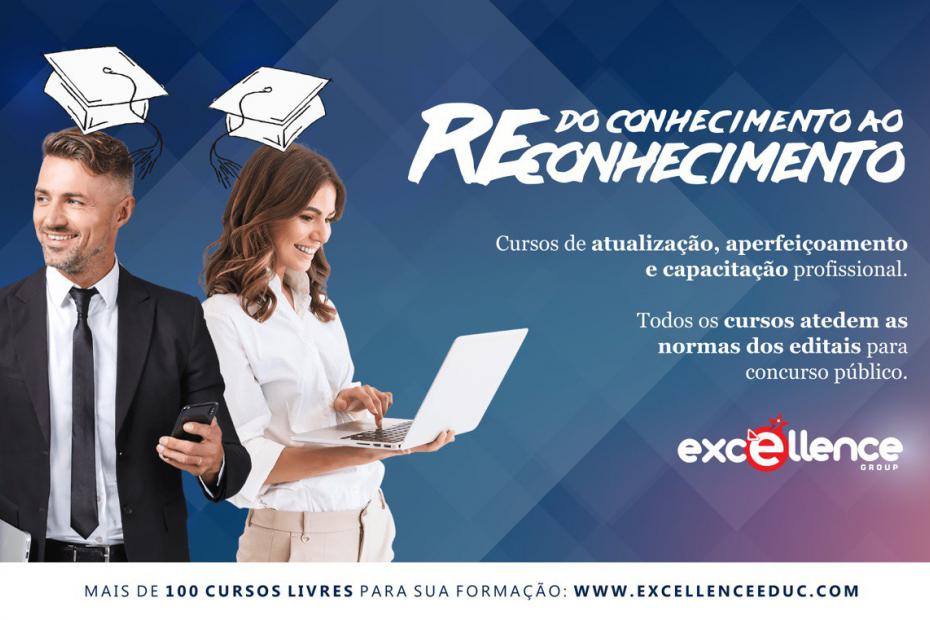 DO CONHECIMENTO AO
RECONHECIMENTO
Cursos de atualização, aperfeiçoamento
e capacitação profissional.
Todos os cursos atedem as
normas dos editais para
concurso público.
excellence
GROUP
MAIS DE 100 CURSOS LIVRES PARA SUA FORMAÇÃO: WWW.EXCELLENCEEDUC.COM